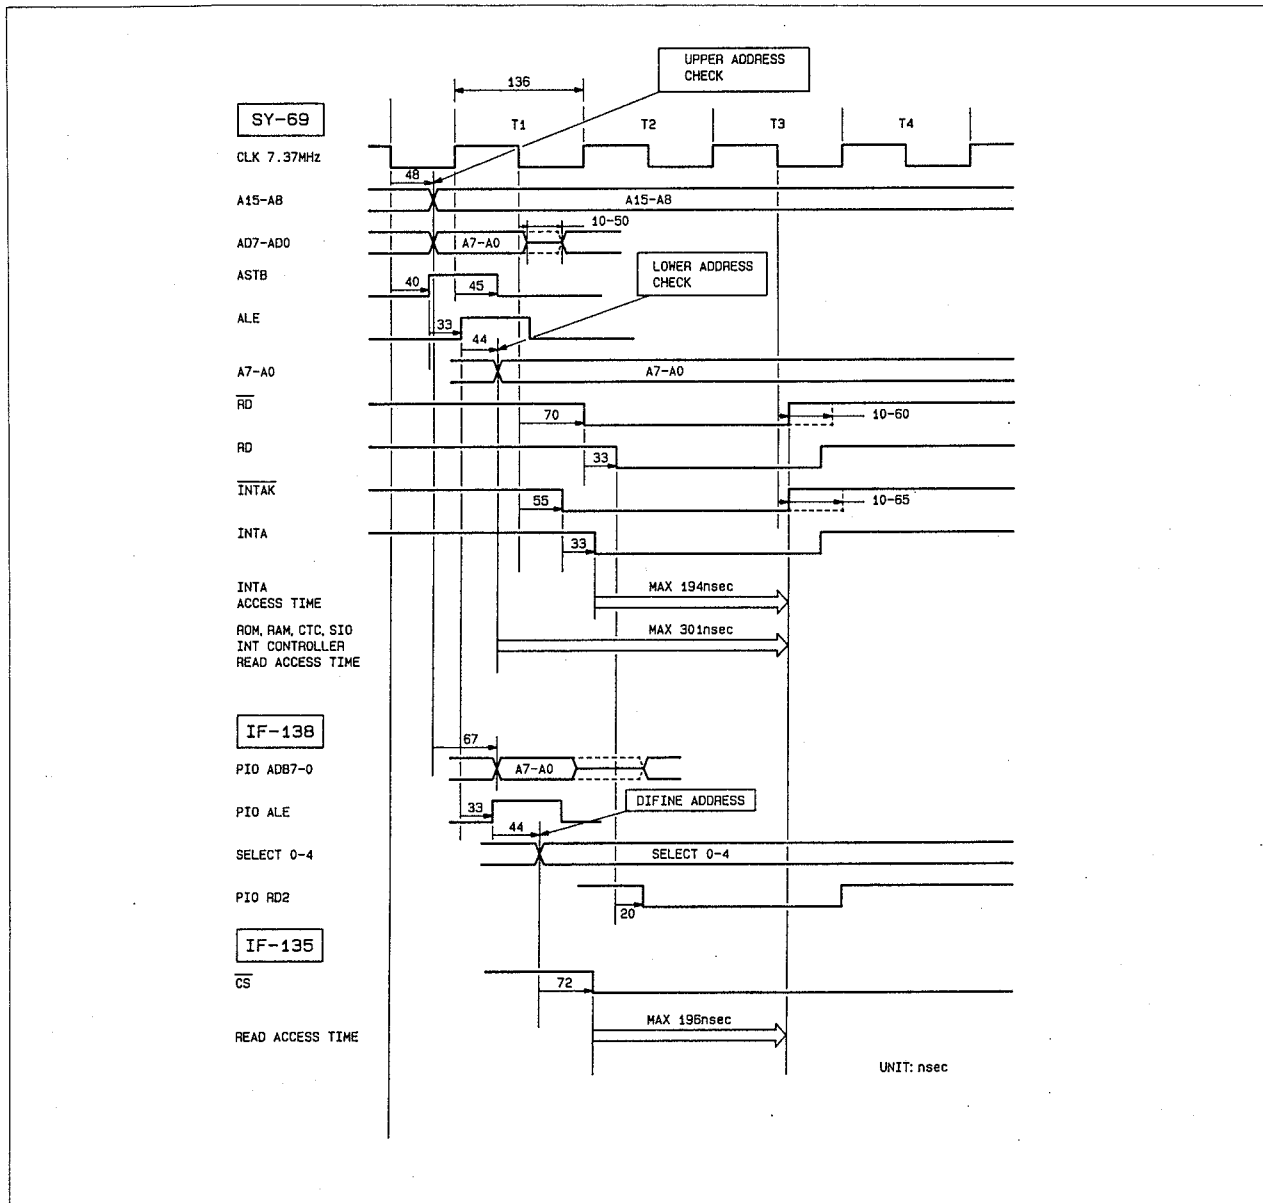 UPPER ADDRESS
CHECK
136
SY-69
T1 T2 T3 T4
CLK 7.37MHz
48
A15-A8 A15-A8
10-50
AD7-AD0 A7-A0
LOWER ADDRESS
CHECK
ASTB
40 45
ALE
33
44
A7-A0 A7-A0
RD
70 10-60
RD
33
INTAK
55 10-65
INTA
33
INTA
ACCESS TIME
MAX 194nsec
ROM, RAM, CTC, SIO
INT CONTROLLER
READ ACCESS TIME
MAX 301nsec
IF-138
67
PIO ADB7-0 A7-A0
DIFINE ADDRESS
PIO ALE
33
44
SELECT 0-4 SELECT 0-4
PIO RD2
20
IF-135
CS
72
MAX 196nsec
READ ACCESS TIME
UNIT: nsec